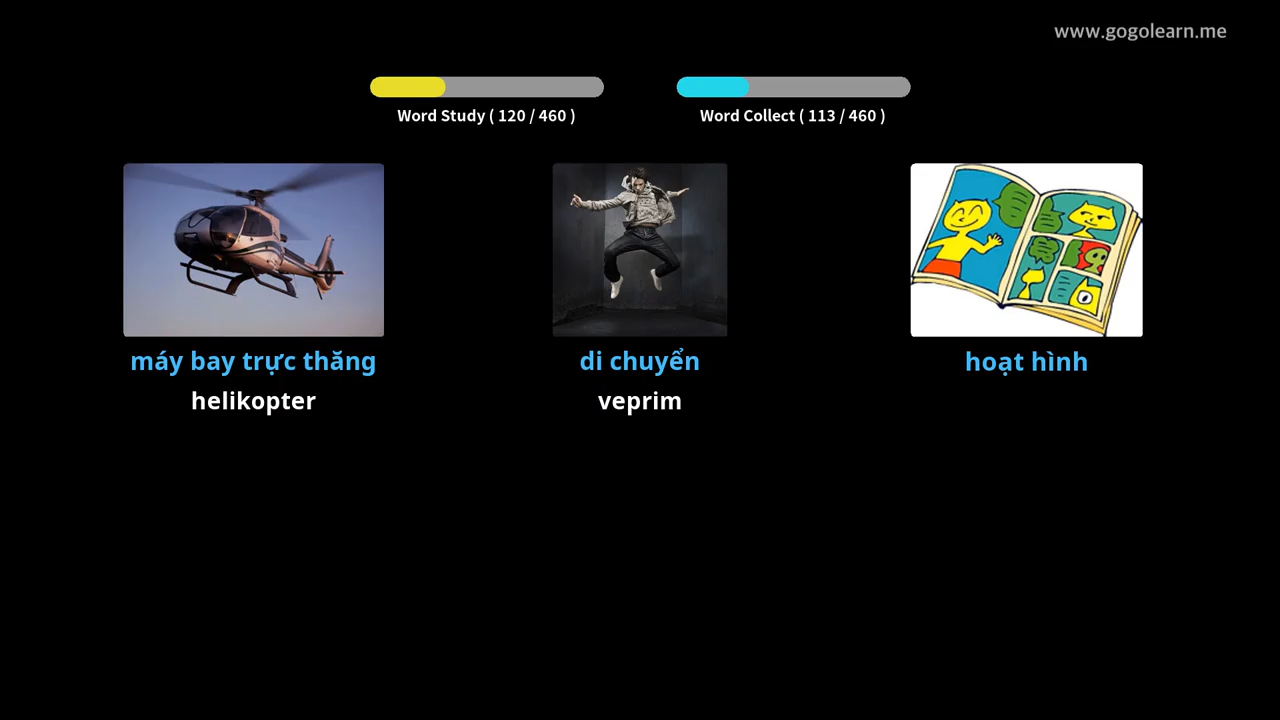 www.gogolearn.me
Word Study ( 120 / 460 )
Word Collect ( 113 / 460 )
máy bay trực thăng
di chuyển
hoạt hình
helikopter
veprim